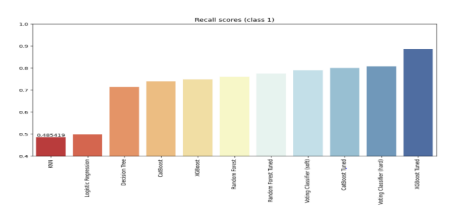 Recall scores (class 1)
1.0
0.9
0.8
0.7
0.6
0.5
0.4
0.485419
KNN
Logistic Regression
Decision Tree
CatBoost
XGBoost
Random Forest
Random Forest Tuned
Voting Classifier (soft)
CatBoost Tuned
Voting Classifier (hard)
XGBoost Tuned